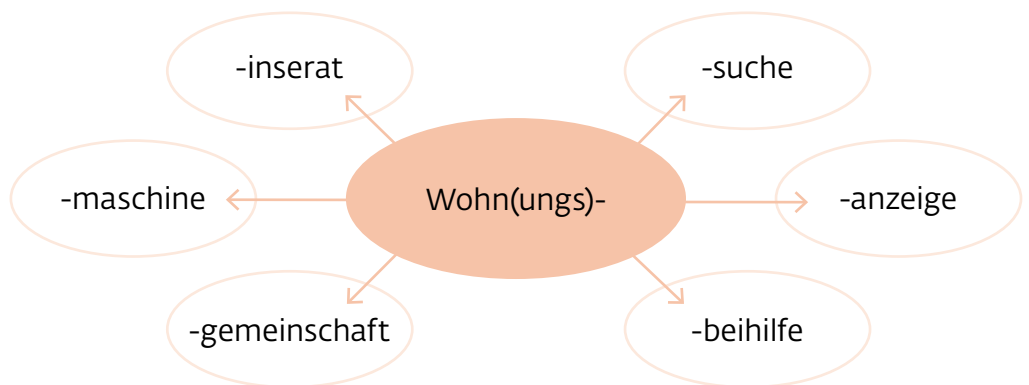 -inserat
-suche
-maschine
Wohn(ungs)-
-anzeige
-gemeinschaft
-beihilfe